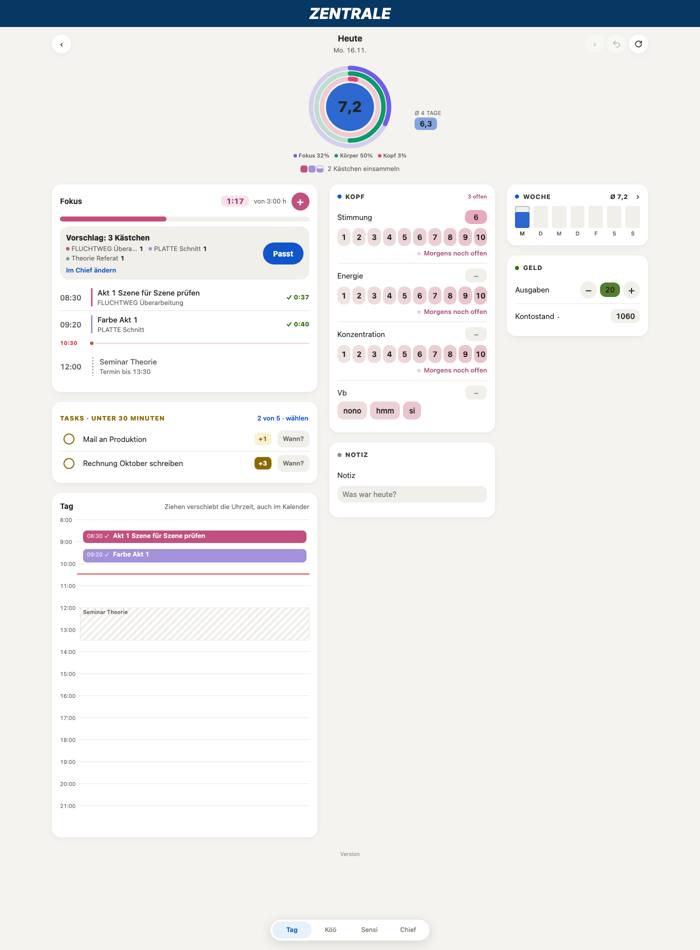 ZENTRALE
Heute
Mo. 16.11.
7,2
Ø 4 TAGE
6,3
Fokus 32% Körper 50% Kopf 3%
2 Kästchen einsammeln
Fokus
1:17 von 3:00 h +
Vorschlag: 3 Kästchen
FLUCHTWEG Übera... 1 PLATTE Schnitt 1
Theorie Referat 1
Im Chief ändern
Passt
08:30 Akt 1 Szene für Szene prüfen
FLUCHTWEG Überarbeitung
✓ 0:37
09:20 Farbe Akt 1
PLATTE Schnitt
✓ 0:40
10:30
12:00 Seminar Theorie
Termin bis 13:30
TASKS · UNTER 30 MINUTEN
2 von 5 · wählen
Mail an Produktion +1 Wann?
Rechnung Oktober schreiben +3 Wann?
Tag
Ziehen verschiebt die Uhrzeit, auch im Kalender
8:00
08:30 ✓ Akt 1 Szene für Szene prüfen
9:00
09:20 ✓ Farbe Akt 1
10:00
11:00
12:00
Seminar Theorie
13:00
14:00
15:00
16:00
17:00
18:00
19:00
20:00
21:00
KOPF
3 offen
Stimmung 6
1 2 3 4 5 6 7 8 9 10
Morgens noch offen
Energie –
1 2 3 4 5 6 7 8 9 10
Morgens noch offen
Konzentration –
1 2 3 4 5 6 7 8 9 10
Morgens noch offen
Vb –
nono hmm si
NOTIZ
Notiz
Was war heute?
WOCHE Ø 7,2 ›
M D M D F S S
GELD
Ausgaben − 20 +
Kontostand · 1060
Version
Tag Köö Sensi Chief